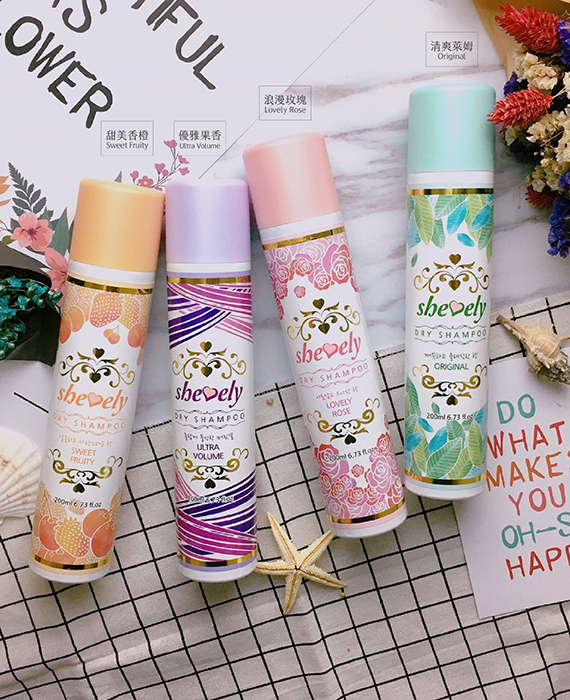 FUL
FLOWER
甜美香橙
Sweet Fruity
優雅果香
Ultra Volume
浪漫玫瑰
Lovely Rose
清爽萊姆
Original
shevely
DRY SHAMPOO
SWEET
FRUITY
200ml 6.73 fl.oz
shevely
DRY SHAMPOO
ULTRA
VOLUME
shevely
DRY SHAMPOO
LOVELY
ROSE
200ml 6.73 fl.oz
shevely
DRY SHAMPOO
ORIGINAL
200ml 6.73 fl.oz
DO
WHAT
MAKES
YOU
OH-S
HAPP